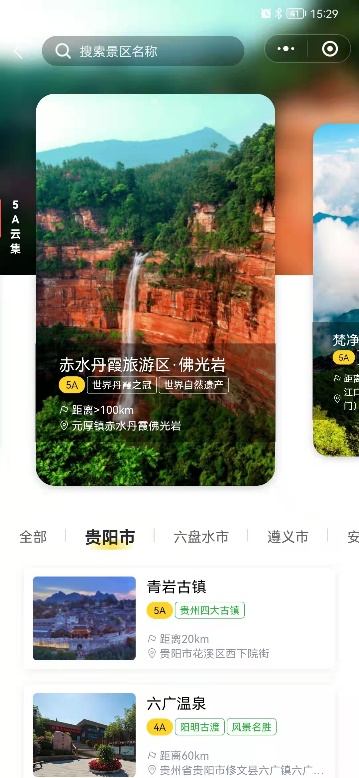 41
15:29
搜索景区名称
5
A
云
集
赤水丹霞旅游区·佛光岩
5A 世界丹霞之冠 世界自然遗产
距离>100km
元厚镇赤水丹霞佛光岩
梵净
5A
距离
江口
门）
全部 贵阳市 六盘水市 遵义市 安
青岩古镇
5A 贵州四大古镇
距离20km
贵阳市花溪区西下院街
六广温泉
4A 阳明古渡 风景名胜
距离60km
贵州省贵阳市修文县六广镇六广...